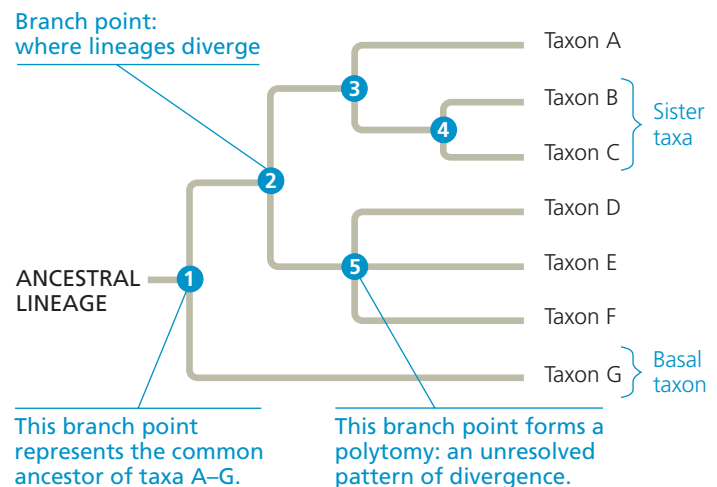 Branch point:
where lineages diverge
Taxon A
3
Taxon B
4
Sister
taxa
Taxon C
2
Taxon D
ANCESTRAL
LINEAGE
1
5
Taxon E
Taxon F
Taxon G
Basal
taxon
This branch point
represents the common
ancestor of taxa A–G.
This branch point forms a
polytomy: an unresolved
pattern of divergence.